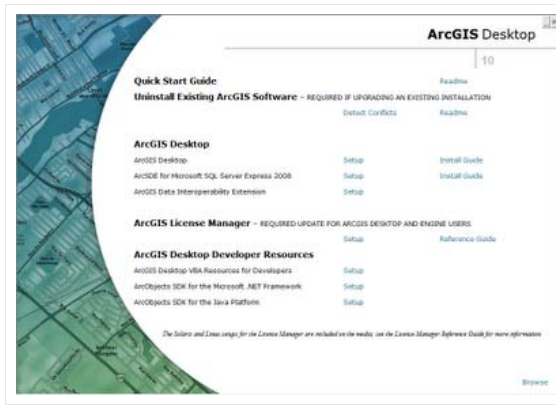 ArcGIS Desktop
10
Quick Start Guide Readme
Uninstall Existing ArcGIS Software – REQUIRED IF UPGRADING AN EXISTING INSTALLATION
Detect Conflicts Readme
ArcGIS Desktop
ArcGIS Desktop Setup Install Guide
ArcSDE for Microsoft SQL Server Express 2008 Setup Install Guide
ArcGIS Data Interoperability Extension Setup
ArcGIS License Manager – REQUIRED UPDATE FOR ARCGIS DESKTOP AND ENGINE USERS
Setup Reference Guide
ArcGIS Desktop Developer Resources
ArcGIS Desktop VBA Resources for Developers Setup
ArcObjects SDK for the Microsoft .NET Framework Setup
ArcObjects SDK for the Java Platform Setup
The Solaris and Linux setups for the License Manager are included on the media, see the License Manager Reference Guide for more information.
Browse